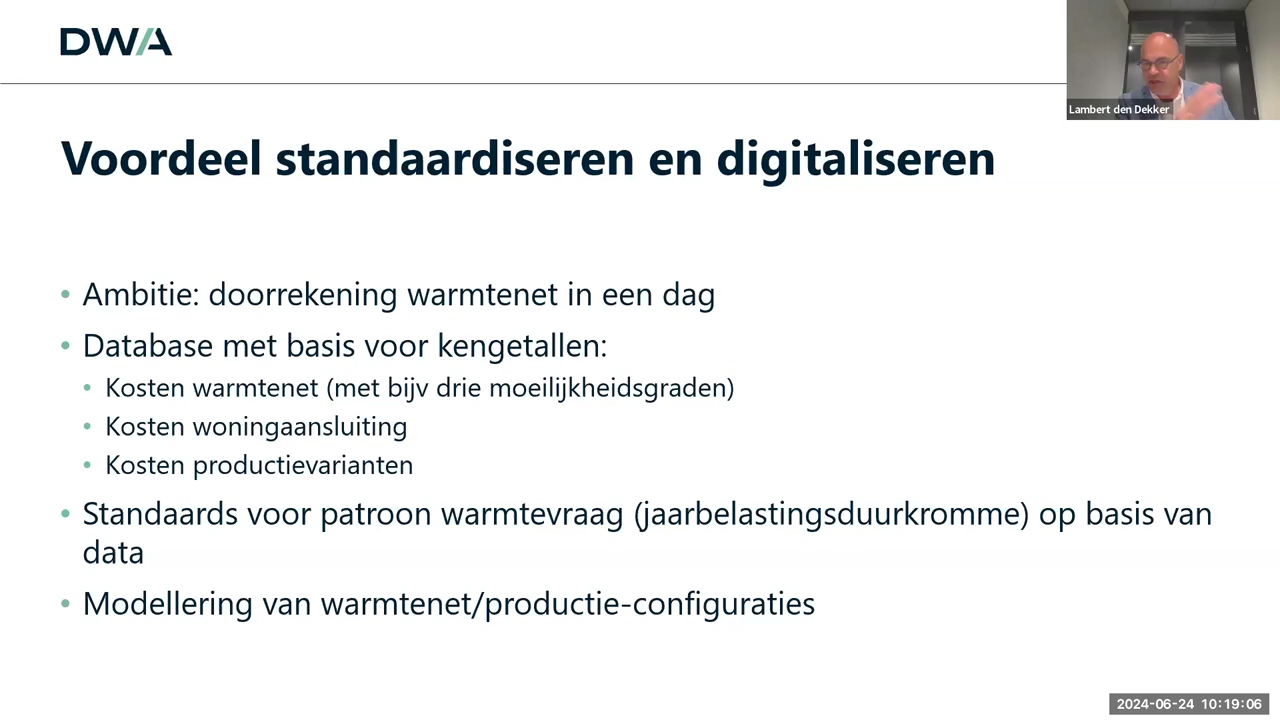 DWA
Lambert den Dekker
Voordeel standaardiseren en digitaliseren
• Ambitie: doorrekening warmtenet in een dag
• Database met basis voor kengetallen:
• Kosten warmtenet (met bijv drie moeilijkheidsgraden)
• Kosten woningaansluiting
• Kosten productievarianten
• Standaards voor patroon warmtevraag (jaarbelastingsduurkromme) op basis van
data
• Modellering van warmtenet/productie-configuraties
2024-06-24 10:19:06